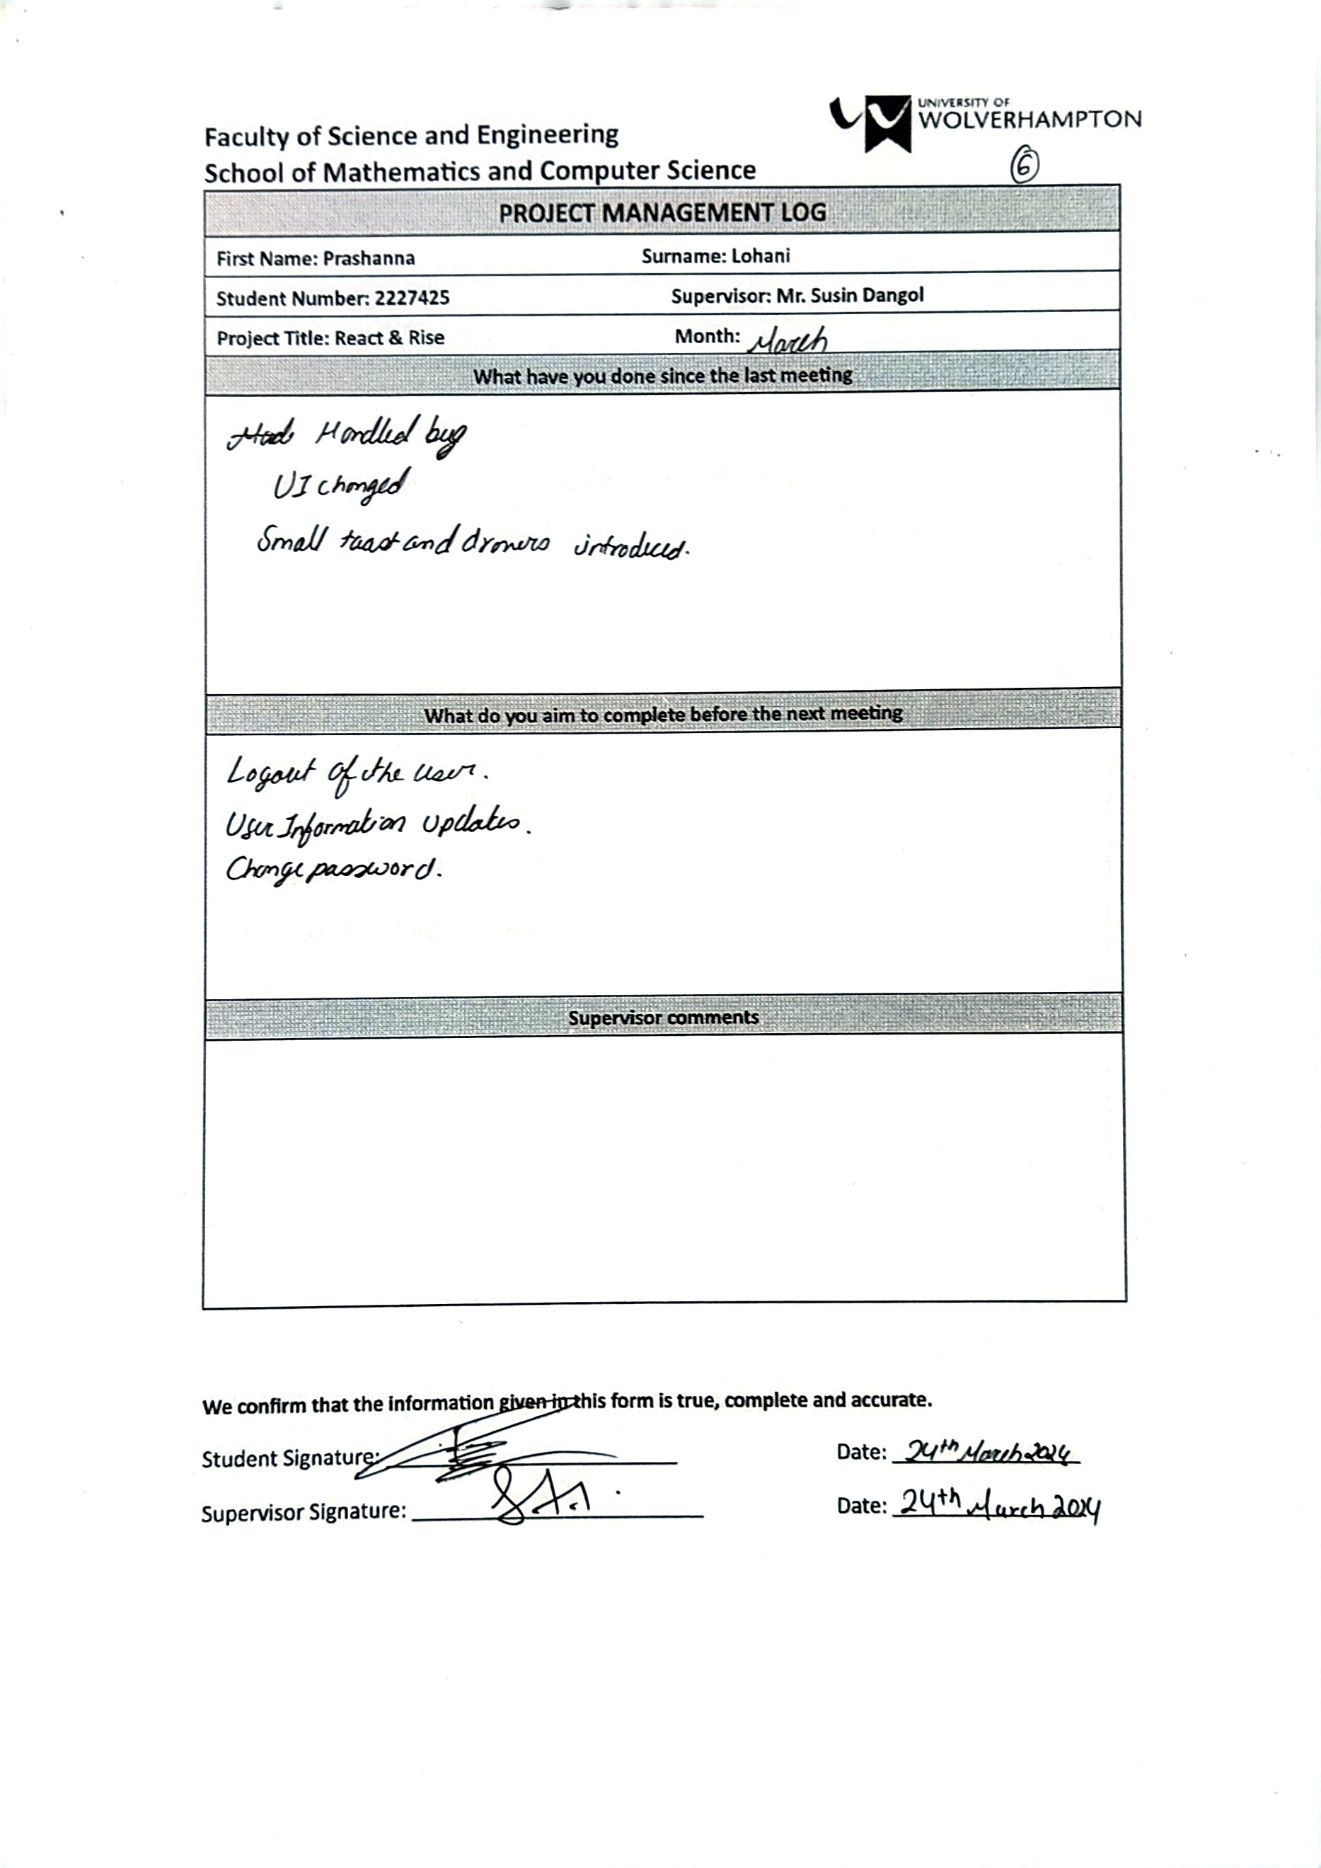 UNIVERSITY OF
WOLVERHAMPTON
Faculty of Science and Engineering
School of Mathematics and Computer Science
6
PROJECT MANAGEMENT LOG
First Name: Prashanna Surname: Lohani
Student Number: 2227425 Supervisor: Mr. Susin Dangol
Project Title: React & Rise Month: March
What have you done since the last meeting
Handled bug
UI changed
Small toast and drawers introduced.
What do you aim to complete before the next meeting
Logout of the user.
User Information updates.
Change password.
Supervisor comments
We confirm that the information given in this form is true, complete and accurate.
Student Signature: Date: 24th March 2024
Supervisor Signature: Date: 24th March 2024